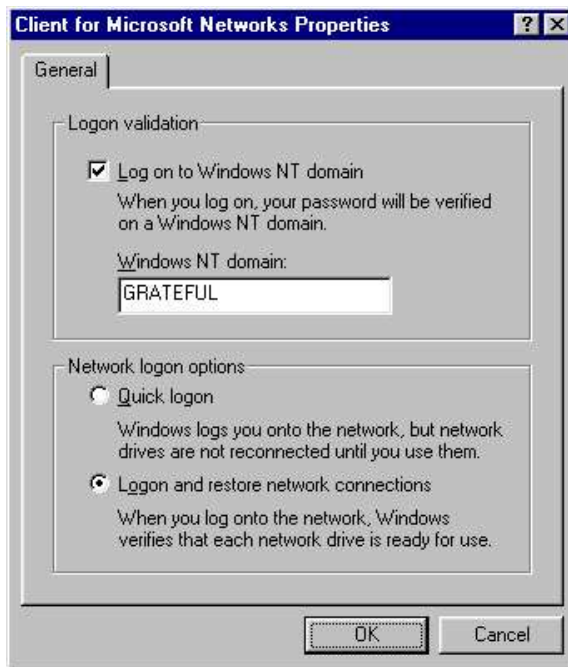 Client for Microsoft Networks Properties
General
Logon validation
Log on to Windows NT domain
When you log on, your password will be verified
on a Windows NT domain.
Windows NT domain:
GRATEFUL
Network logon options
Quick logon
Windows logs you onto the network, but network
drives are not reconnected until you use them.
Logon and restore network connections
When you log onto the network, Windows
verifies that each network drive is ready for use.
OK Cancel